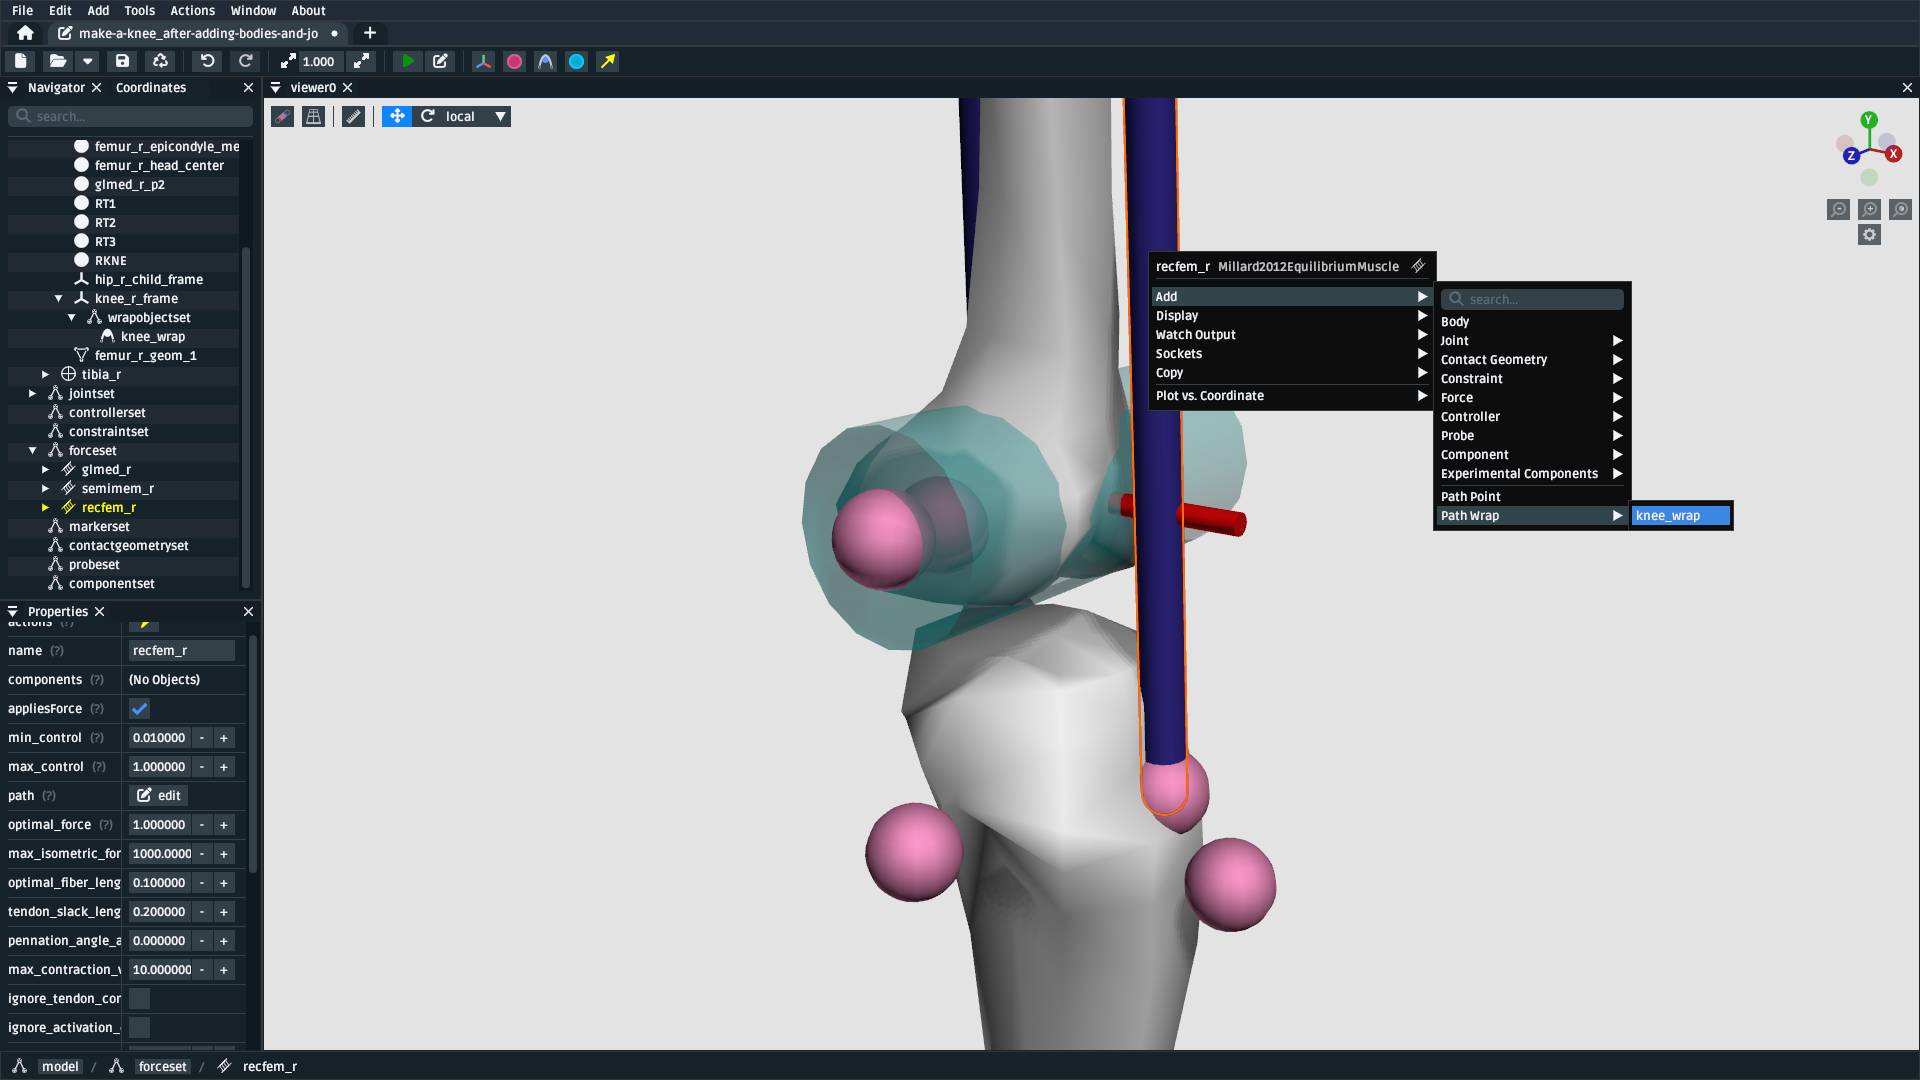 File Edit Add Tools Actions Window About
make-a-knee_after-adding-bodies-and-jo
1.000
Navigator Coordinates
search...
femur_r_epicondyle_me
femur_r_head_center
glmed_r_p2
RT1
RT2
RT3
RKNE
hip_r_child_frame
knee_r_frame
wrapobjectset
knee_wrap
femur_r_geom_1
tibia_r
jointset
controllerset
constraintset
forceset
glmed_r
semimem_r
recfem_r
markerset
contactgeometryset
probeset
componentset
Properties
actions (?)
name (?) recfem_r
components (?) (No Objects)
appliesForce (?)
min_control (?) 0.010000 - +
max_control (?) 1.000000 - +
path (?) edit
optimal_force (?) 1.000000 - +
max_isometric_for 1000.0000 - +
optimal_fiber_leng 0.100000 - +
tendon_slack_leng 0.200000 - +
pennation_angle_a 0.000000 - +
max_contraction_v 10.000000 - +
ignore_tendon_cor
ignore_activation_
viewer0
local
Y
Z X
recfem_r Millard2012EquilibriumMuscle
Add
Display
Watch Output
Sockets
Copy
Plot vs. Coordinate
search...
Body
Joint
Contact Geometry
Constraint
Force
Controller
Probe
Component
Experimental Components
Path Point
Path Wrap
knee_wrap
model / forceset / recfem_r